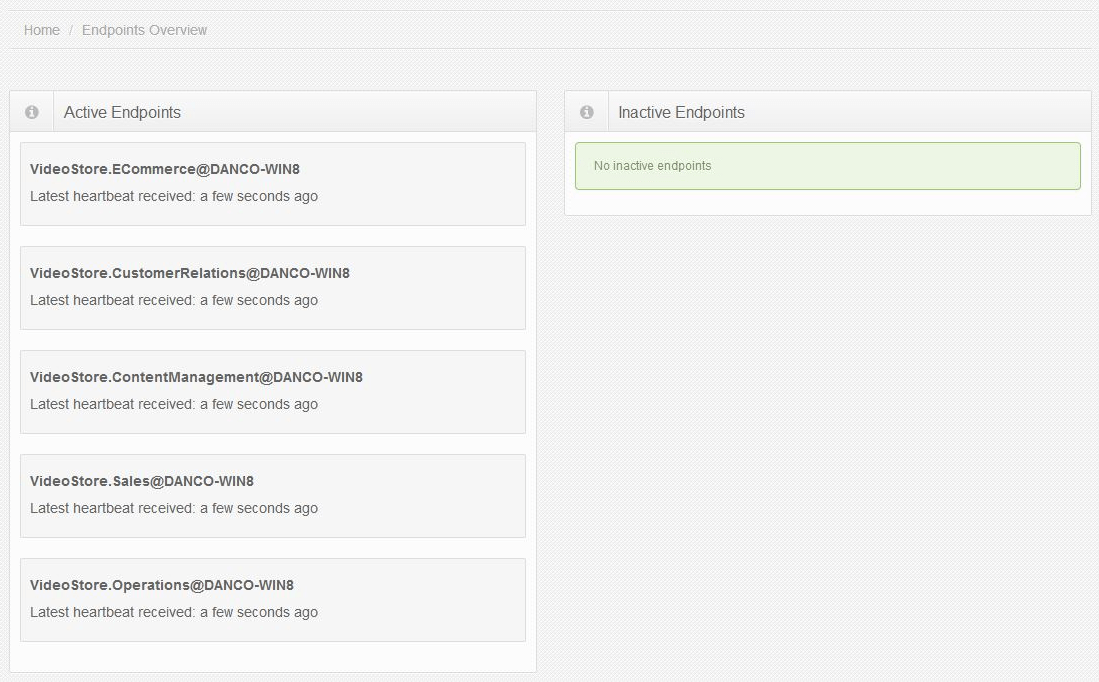 Home / Endpoints Overview
Active Endpoints
VideoStore.ECommerce@DANCO-WIN8
Latest heartbeat received: a few seconds ago
VideoStore.CustomerRelations@DANCO-WIN8
Latest heartbeat received: a few seconds ago
VideoStore.ContentManagement@DANCO-WIN8
Latest heartbeat received: a few seconds ago
VideoStore.Sales@DANCO-WIN8
Latest heartbeat received: a few seconds ago
VideoStore.Operations@DANCO-WIN8
Latest heartbeat received: a few seconds ago
Inactive Endpoints
No inactive endpoints